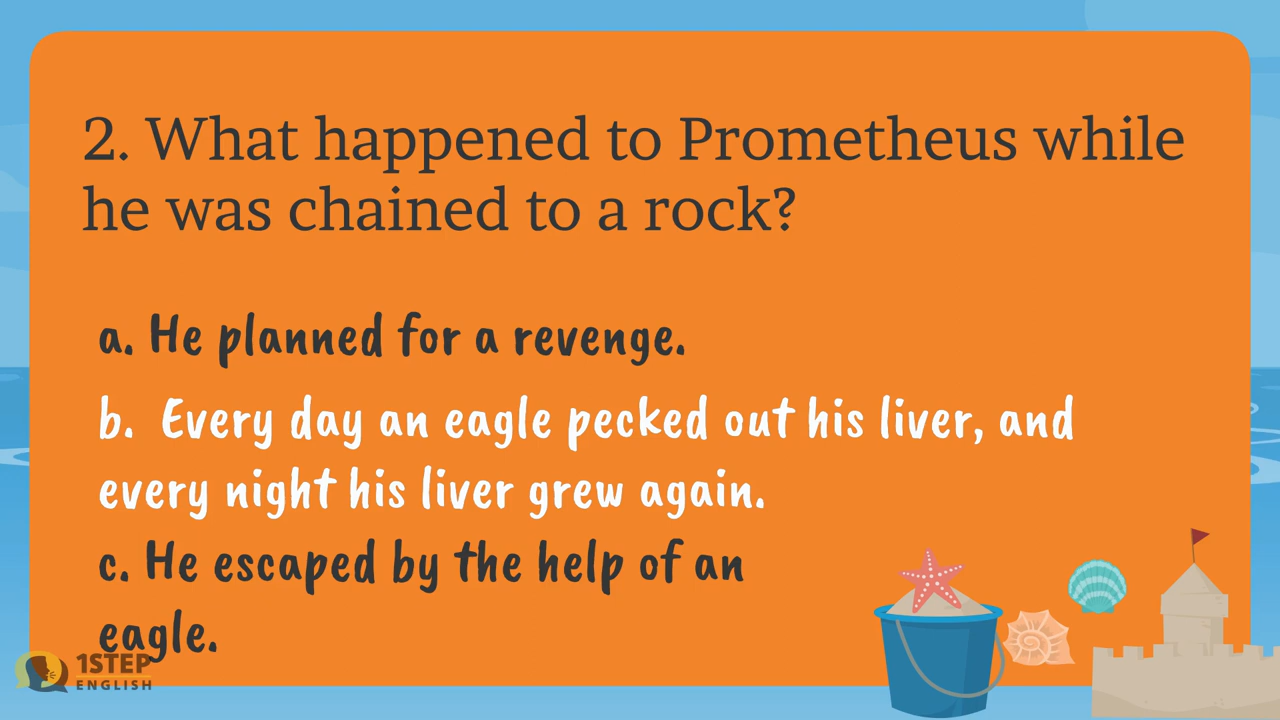 2. What happened to Prometheus while
he was chained to a rock?
a. He planned for a revenge.
b. Every day an eagle pecked out his liver, and
every night his liver grew again.
c. He escaped by the help of an
eagle.
1STEP
ENGLISH